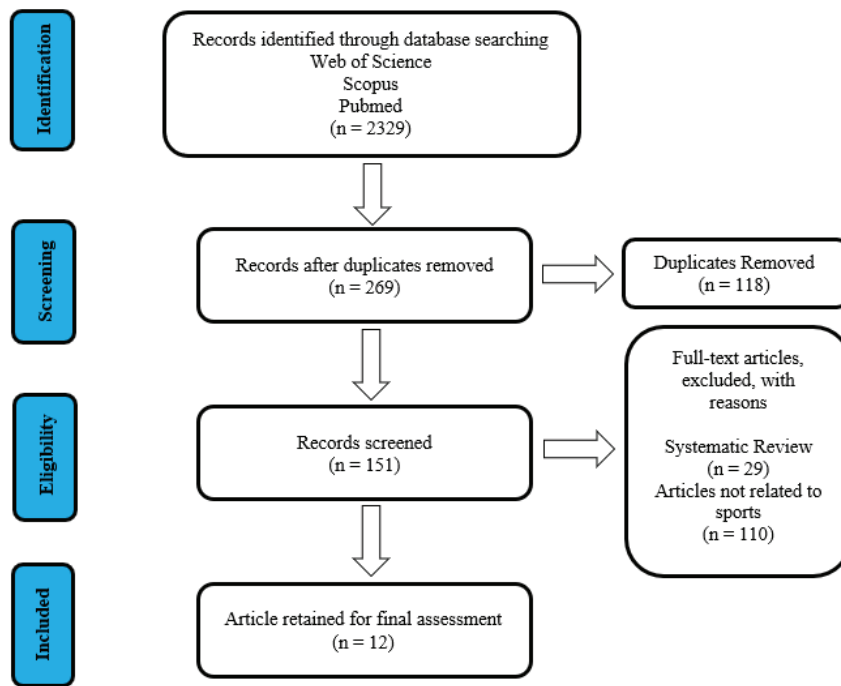 Identification
Records identified through database searching
Web of Science
Scopus
Pubmed
(n = 2329)
Screening
Records after duplicates removed
(n = 269)
Duplicates Removed
(n = 118)
Eligibility
Records screened
(n = 151)
Full-text articles,
excluded, with
reasons
Systematic Review
(n = 29)
Articles not related to
sports
(n = 110)
Included
Article retained for final assessment
(n = 12)